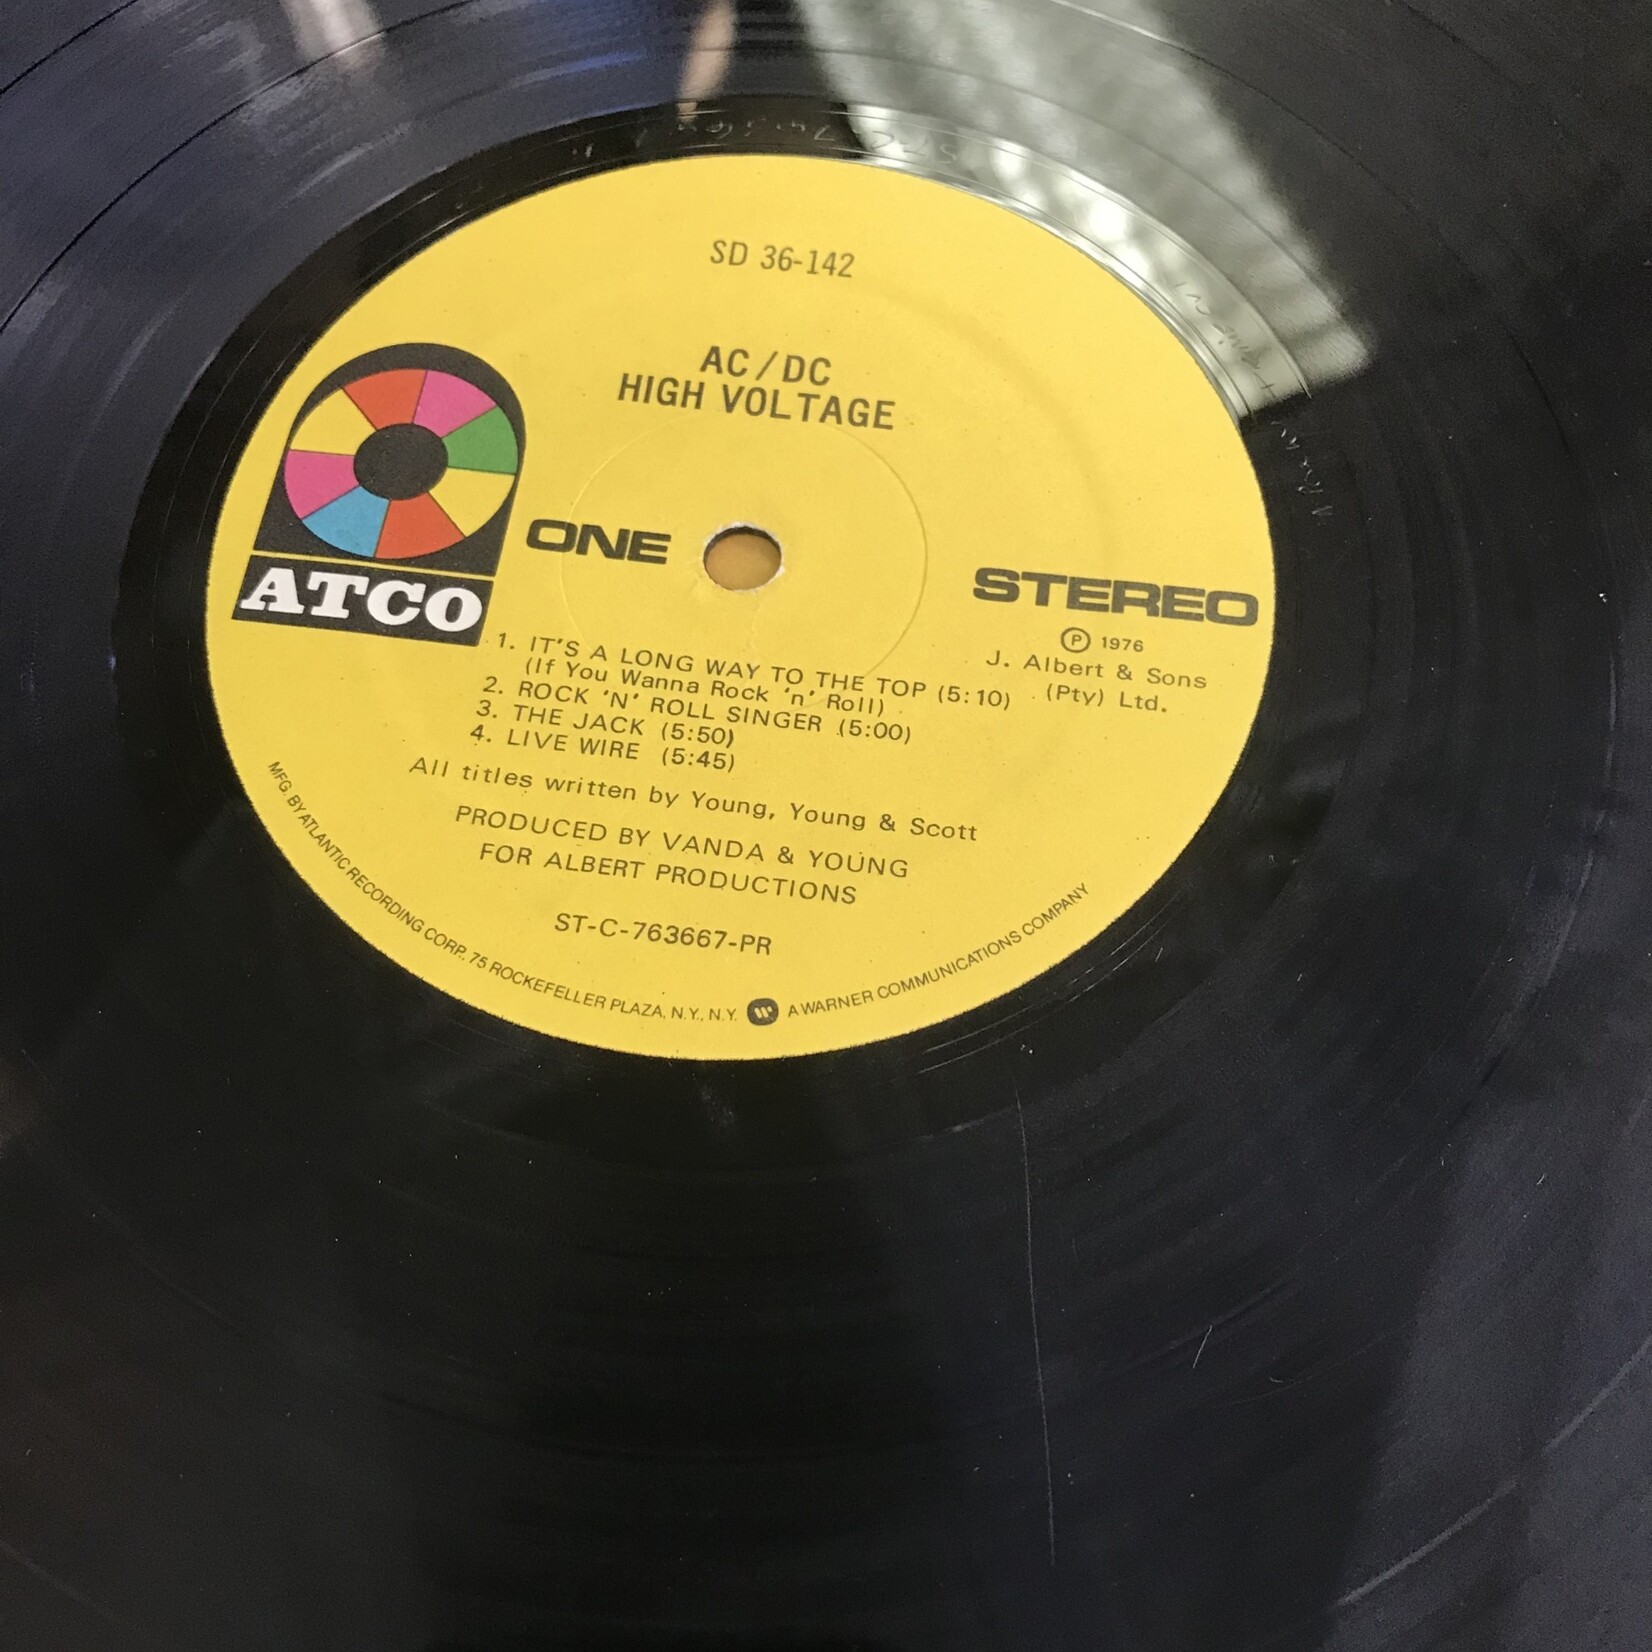 SD 36-142
AC/DC
HIGH VOLTAGE
ATCO
ONE
STEREO
Ⓟ 1976
J. Albert & Sons
(Pty) Ltd.
1. IT'S A LONG WAY TO THE TOP (5:10)
(If You Wanna Rock 'n' Roll)
2. ROCK 'N' ROLL SINGER (5:00)
3. THE JACK (5:50)
4. LIVE WIRE (5:45)
All titles written by Young, Young & Scott
PRODUCED BY VANDA & YOUNG
FOR ALBERT PRODUCTIONS
ST-C-763667-PR
MFG. BY ATLANTIC RECORDING CORP., 75 ROCKEFELLER PLAZA, N.Y., N.Y. A WARNER COMMUNICATIONS COMPANY